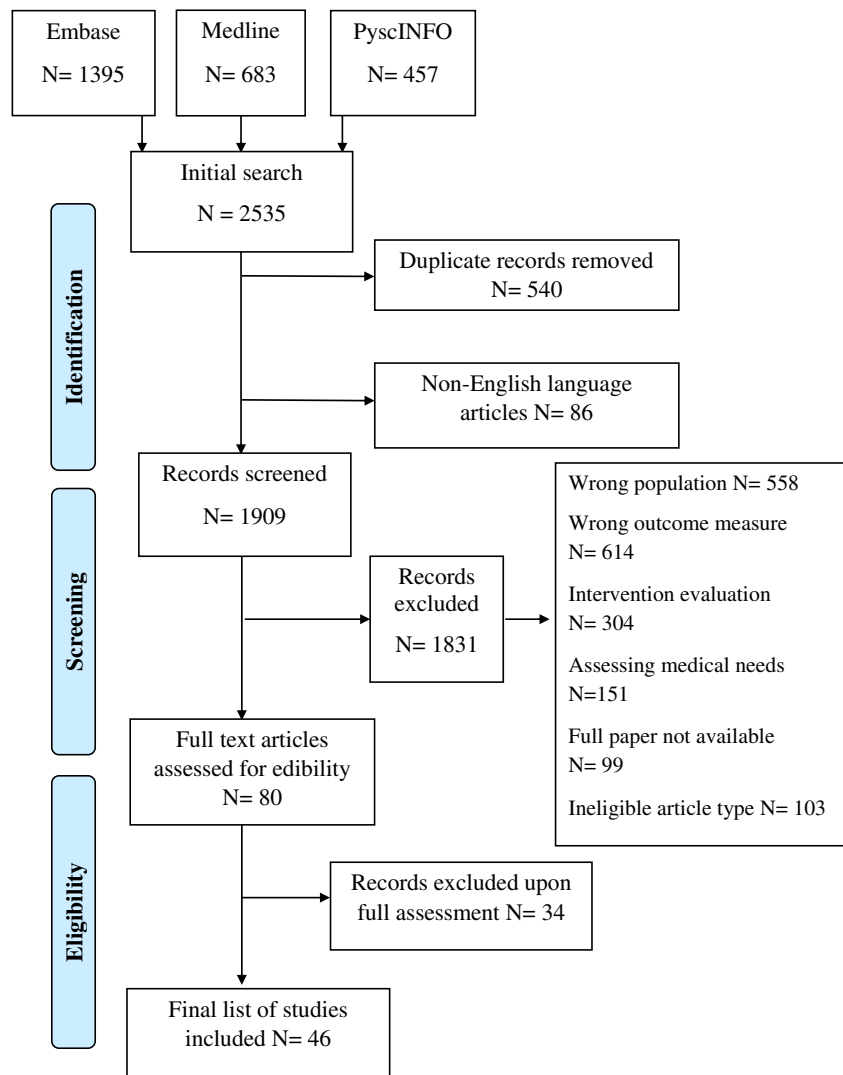 Embase
N= 1395
Medline
N= 683
PyscINFO
N= 457
Initial search
N = 2535
Identification
Duplicate records removed
N= 540
Non-English language
articles N= 86
Records screened
N= 1909
Screening
Records
excluded
N= 1831
Wrong population N= 558
Wrong outcome measure
N= 614
Intervention evaluation
N= 304
Assessing medical needs
N=151
Full paper not available
N= 99
Ineligible article type N= 103
Full text articles
assessed for edibility
N= 80
Eligibility
Records excluded upon
full assessment N= 34
Final list of studies
included N= 46